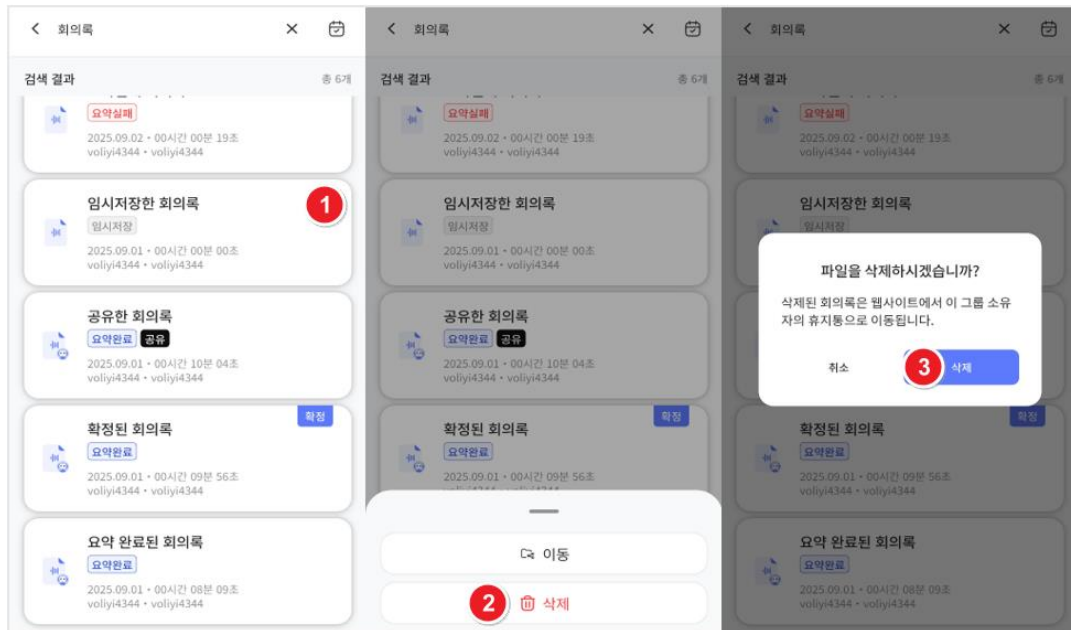 회의록
검색 결과
총 6개
요약실패
2025.09.02 • 00시간 00분 19초
voliyi4344 • voliyi4344
임시저장한 회의록
1
임시저장
2025.09.01 • 00시간 00분 00초
voliyi4344 • voliyi4344
공유한 회의록
요약완료 공유
2025.09.01 • 00시간 10분 04초
voliyi4344 • voliyi4344
확정
확정된 회의록
요약완료
2025.09.01 • 00시간 09분 56초
voliyi4344 • voliyi4344
요약 완료된 회의록
요약완료
2025.09.01 • 00시간 08분 09초
voliyi4344 • voliyi4344
회의록
검색 결과
총 6개
요약실패
2025.09.02 • 00시간 00분 19초
voliyi4344 • voliyi4344
임시저장한 회의록
임시저장
2025.09.01 • 00시간 00분 00초
voliyi4344 • voliyi4344
공유한 회의록
요약완료 공유
2025.09.01 • 00시간 10분 04초
voliyi4344 • voliyi4344
확정
확정된 회의록
요약완료
2025.09.01 • 00시간 09분 56초
이동
2 삭제
회의록
검색 결과
총 6개
요약실패
2025.09.02 • 00시간 00분 19초
voliyi4344 • voliyi4344
임시저장한 회의록
임시저장
파일을 삭제하시겠습니까?
삭제된 회의록은 웹사이트에서 이 그룹 소유
자의 휴지통으로 이동됩니다.
취소
3 삭제
확정
확정된 회의록
요약완료
2025.09.01 • 00시간 09분 56초
voliyi4344 • voliyi4344
요약 완료된 회의록
요약완료
2025.09.01 • 00시간 08분 09초
voliyi4344 • voliyi4344